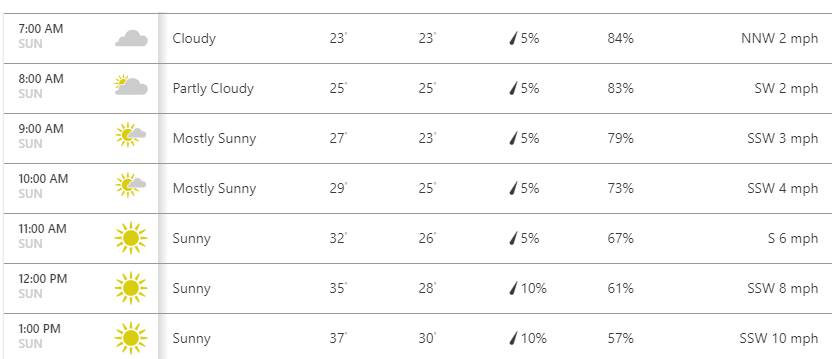 7:00 AM
SUN
Cloudy 23° 23° 5% 84% NNW 2 mph
8:00 AM
SUN
Partly Cloudy 25° 25° 5% 83% SW 2 mph
9:00 AM
SUN
Mostly Sunny 27° 23° 5% 79% SSW 3 mph
10:00 AM
SUN
Mostly Sunny 29° 25° 5% 73% SSW 4 mph
11:00 AM
SUN
Sunny 32° 26° 5% 67% S 6 mph
12:00 PM
SUN
Sunny 35° 28° 10% 61% SSW 8 mph
1:00 PM
SUN
Sunny 37° 30° 10% 57% SSW 10 mph